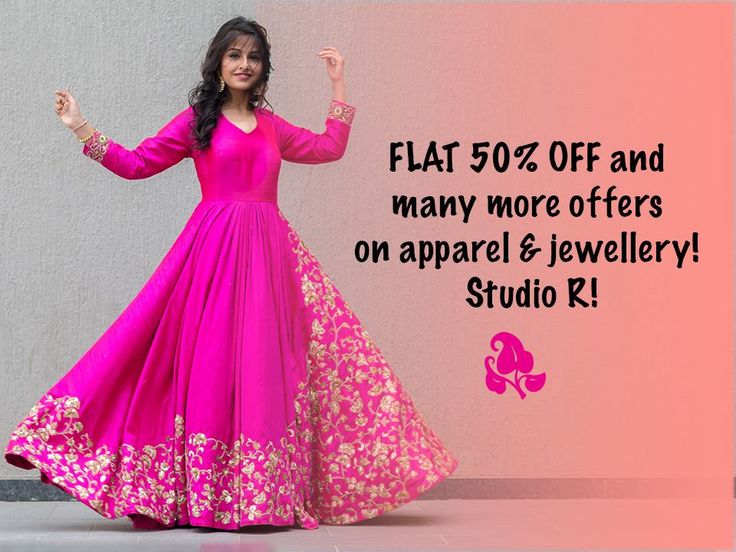 FLAT 50% OFF and
many more offers
on apparel & jewellery!
Studio R!